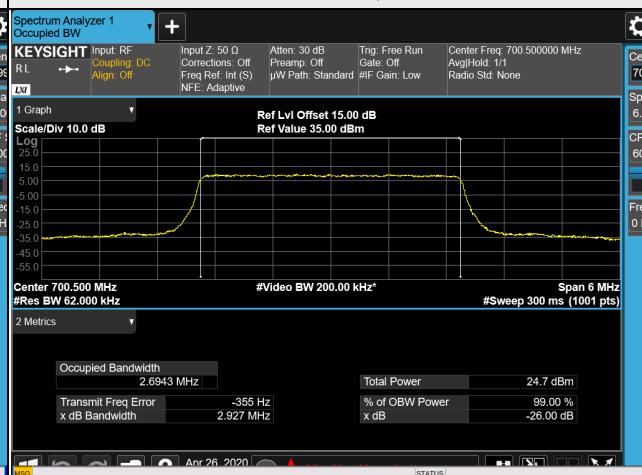 Spectrum Analyzer 1
Occupied BW
+
KEYSIGHT Input: RF Input Z: 50 Ω Atten: 30 dB Trig: Free Run Center Freq: 700.500000 MHz
RL Coupling: DC Corrections: Off Preamp: Off Gate: Off Avg|Hold: 1/1
Align: Off Freq Ref: Int (S) µW Path: Standard #IF Gain: Low Radio Std: None
LXI NFE: Adaptive
1 Graph
Ref Lvl Offset 15.00 dB
Scale/Div 10.0 dB Ref Value 35.00 dBm
Log
25.0
15.0
5.00
-5.00
-15.0
-25.0
-35.0
-45.0
-55.0
Center 700.500 MHz #Video BW 200.00 kHz* Span 6 MHz
#Res BW 62.000 kHz #Sweep 300 ms (1001 pts)
2 Metrics
Occupied Bandwidth
2.6943 MHz Total Power 24.7 dBm
Transmit Freq Error -355 Hz % of OBW Power 99.00 %
x dB Bandwidth 2.927 MHz x dB -26.00 dB
Apr 26, 2020
MSG STATUS